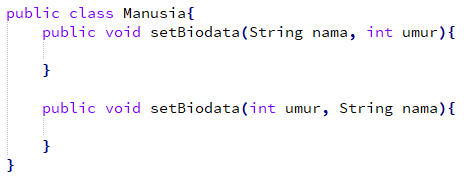 public class Manusia{
    public void setBiodata(String nama, int umur){

    }

    public void setBiodata(int umur, String nama){

    }
}